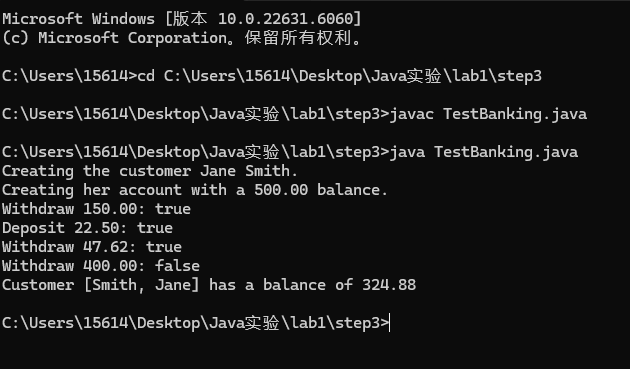 Microsoft Windows [版本 10.0.22631.6060]
(c) Microsoft Corporation。保留所有权利。
C:\Users\15614>cd C:\Users\15614\Desktop\Java实验\lab1\step3
C:\Users\15614\Desktop\Java实验\lab1\step3>javac TestBanking.java
C:\Users\15614\Desktop\Java实验\lab1\step3>java TestBanking.java
Creating the customer Jane Smith.
Creating her account with a 500.00 balance.
Withdraw 150.00: true
Deposit 22.50: true
Withdraw 47.62: true
Withdraw 400.00: false
Customer [Smith, Jane] has a balance of 324.88
C:\Users\15614\Desktop\Java实验\lab1\step3>